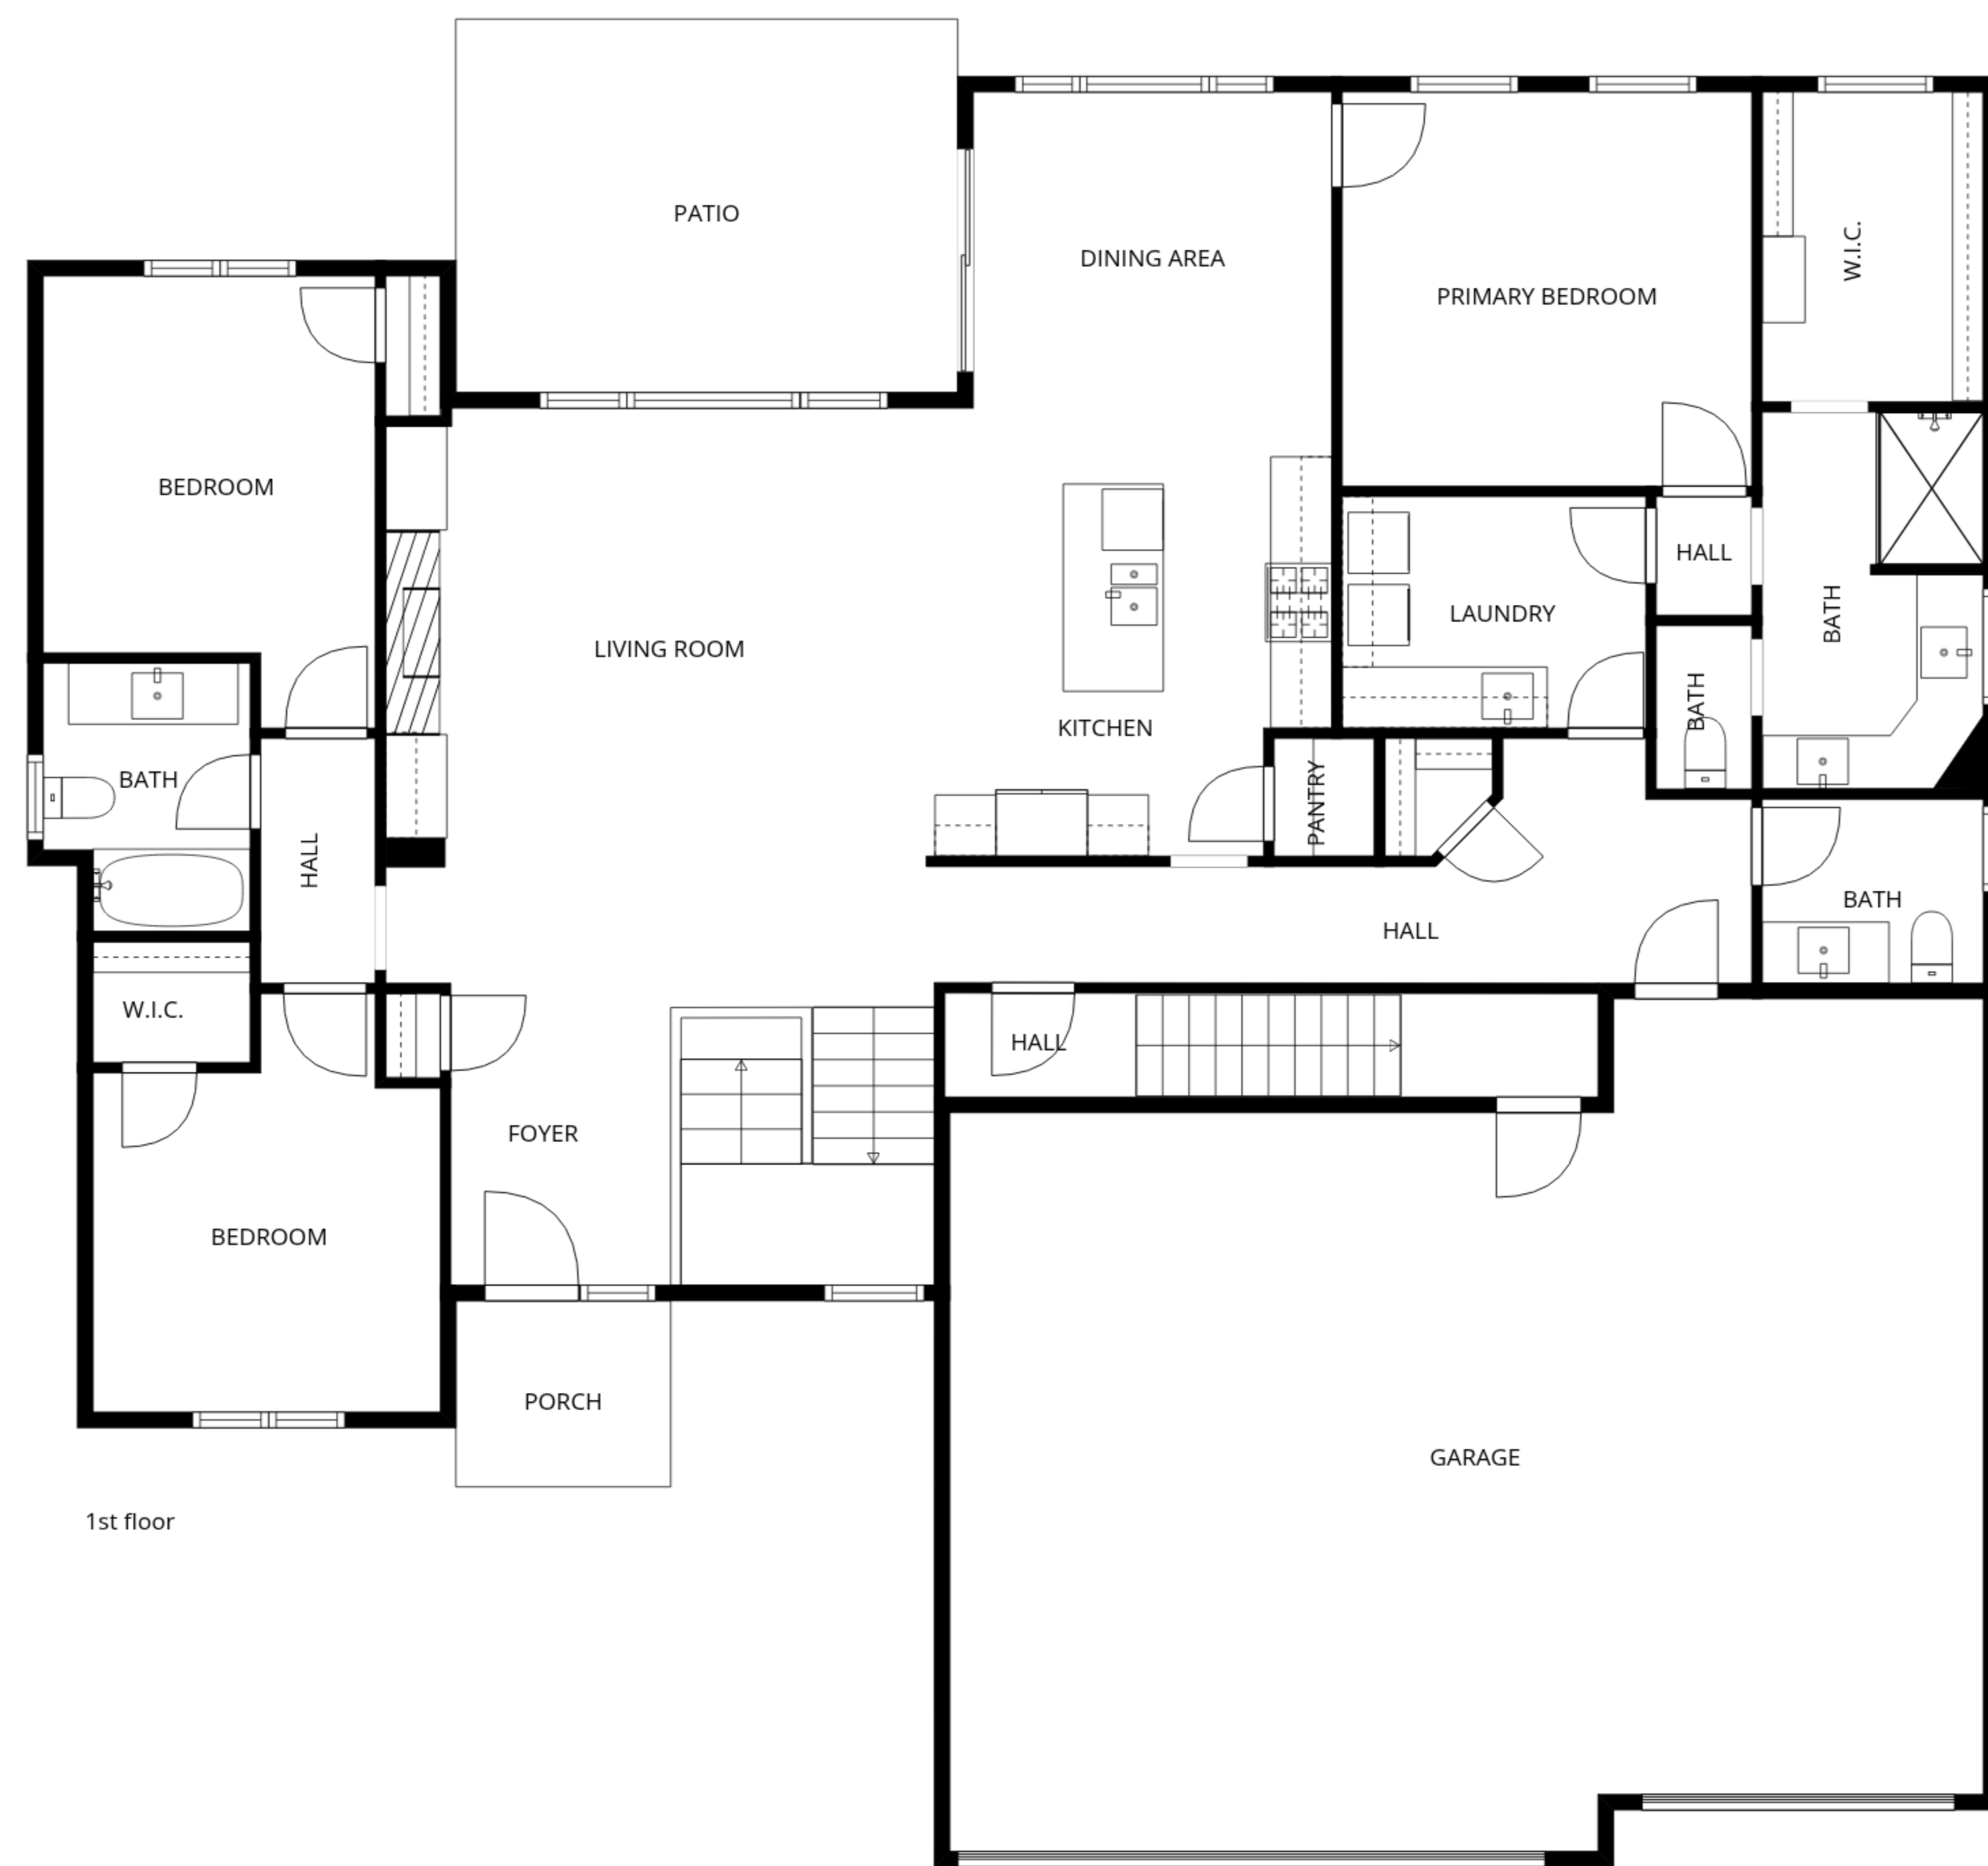 PATIO
DINING AREA
W.I.C.
PRIMARY BEDROOM
BEDROOM
HALL
LAUNDRY
BATH
LIVING ROOM
BATH
KITCHEN
BATH
PANTRY
HALL
BATH
HALL
W.I.C.
HALL
FOYER
BEDROOM
PORCH
GARAGE
1st floor